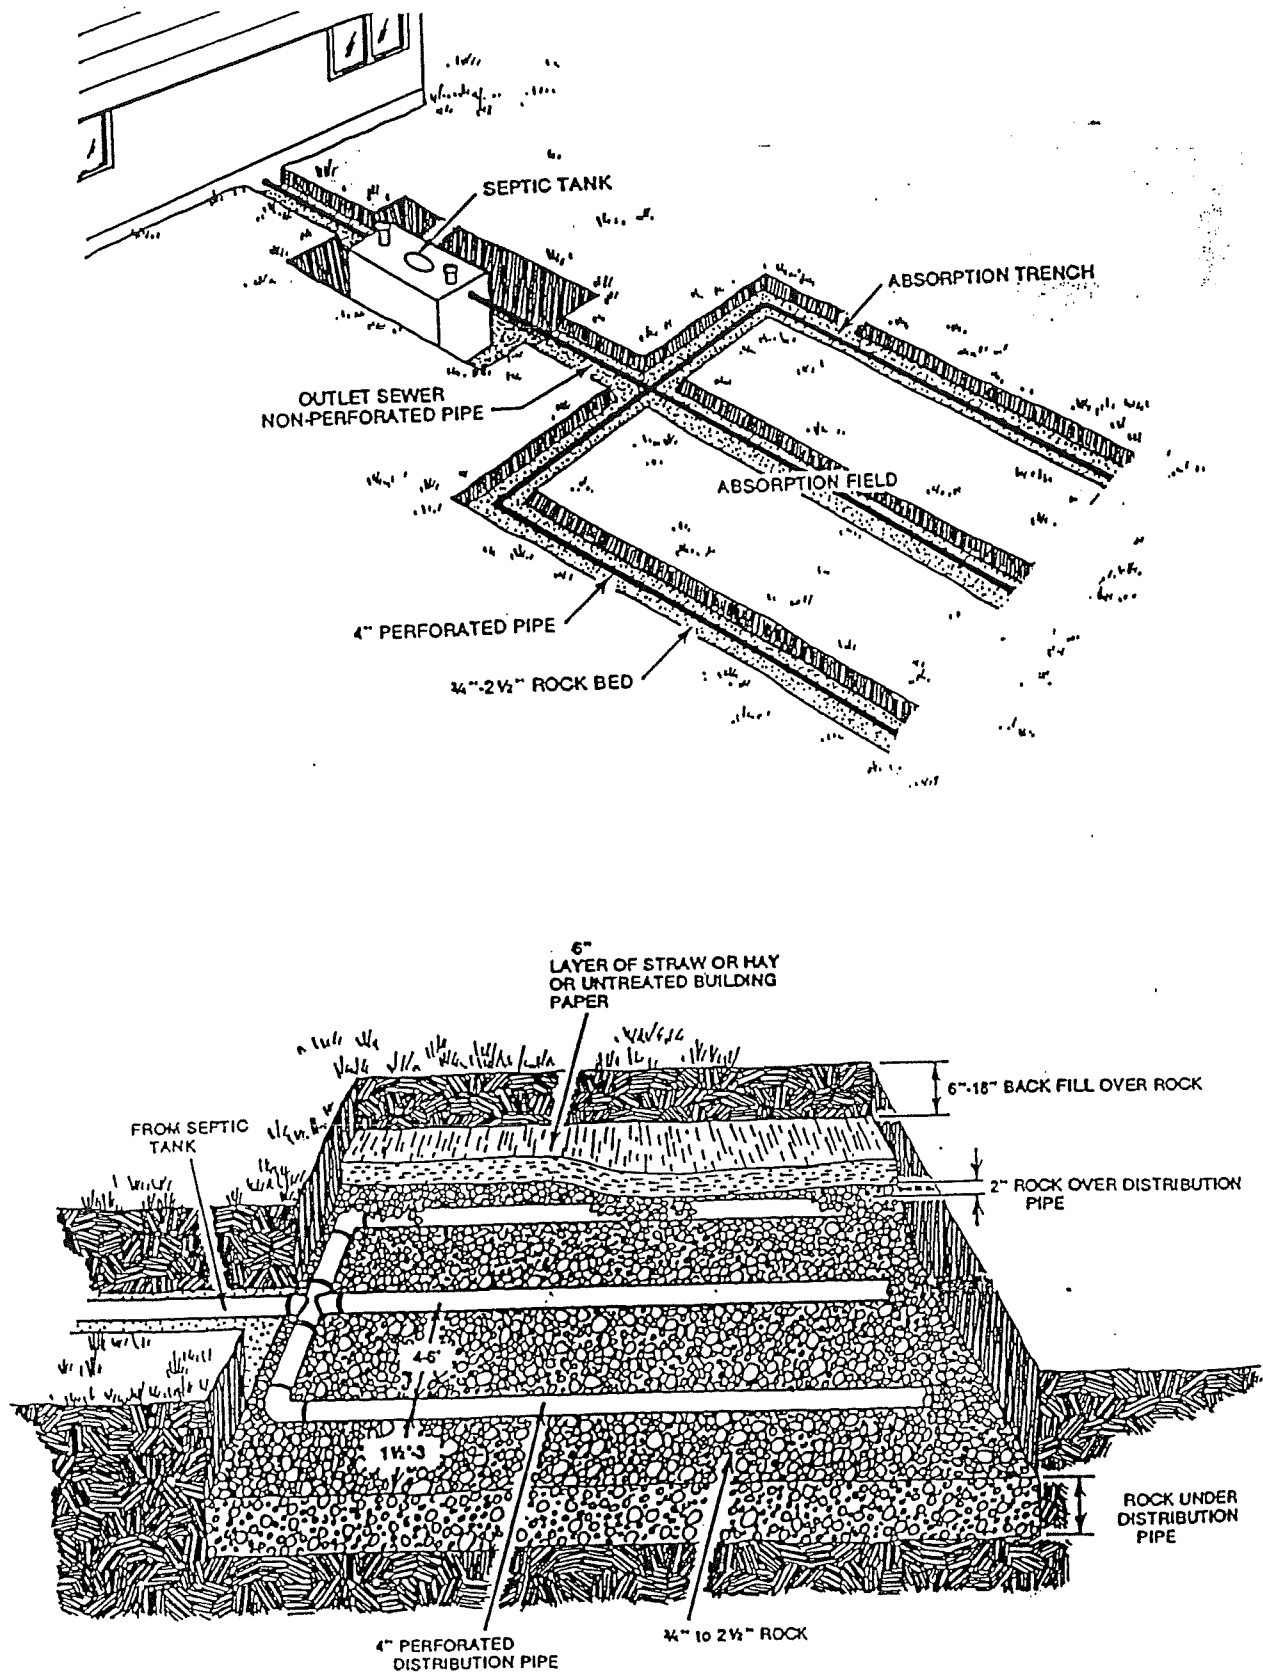 SEPTIC TANK
ABSORPTION TRENCH
OUTLET SEWER
NON-PERFORATED PIPE
ABSORPTION FIELD
4" PERFORATED PIPE
¾"-2½" ROCK BED
6"
LAYER OF STRAW OR HAY
OR UNTREATED BUILDING
PAPER
6"-18" BACK FILL OVER ROCK
FROM SEPTIC
TANK
2" ROCK OVER DISTRIBUTION
PIPE
4-6'
1½'-3
ROCK UNDER
DISTRIBUTION
PIPE
¾" to 2½" ROCK
4" PERFORATED
DISTRIBUTION PIPE